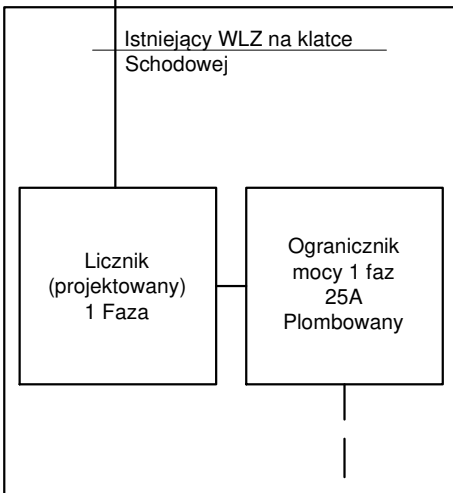 Istniejący WLZ na klatce
Schodowej
Licznik
(projektowany)
1 Faza
Ogranicznik
mocy 1 faz
25A
Plombowany